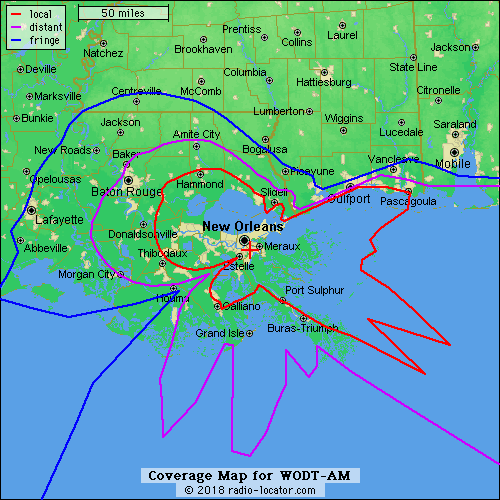 local
distant
fringe
50 miles
Prentiss
Laurel
Collins
Brookhaven
Natchez
Jackson
State Line
Deville
Columbia
Hattiesburg
McComb
Centreville
Marksville
Citronelle
Lumberton
Bunkie
Wiggins
Saraland
Jackson
Lucedale
Amite City
Bogalusa
New Roads
Baker
Mobile
Vancleve
Picayune
Opelousas
Hammond
Baton Rouge
Slidell
Gulfport
Pascagoula
Lafayette
New Orleans
Donaldsonville
Abbeville
Meraux
Thibodaux
Estelle
Morgan City
Houma
Port Sulphur
Galliano
Buras-Triumph
Grand Isle
Coverage Map for WODT-AM
© 2018 radio-locator.com